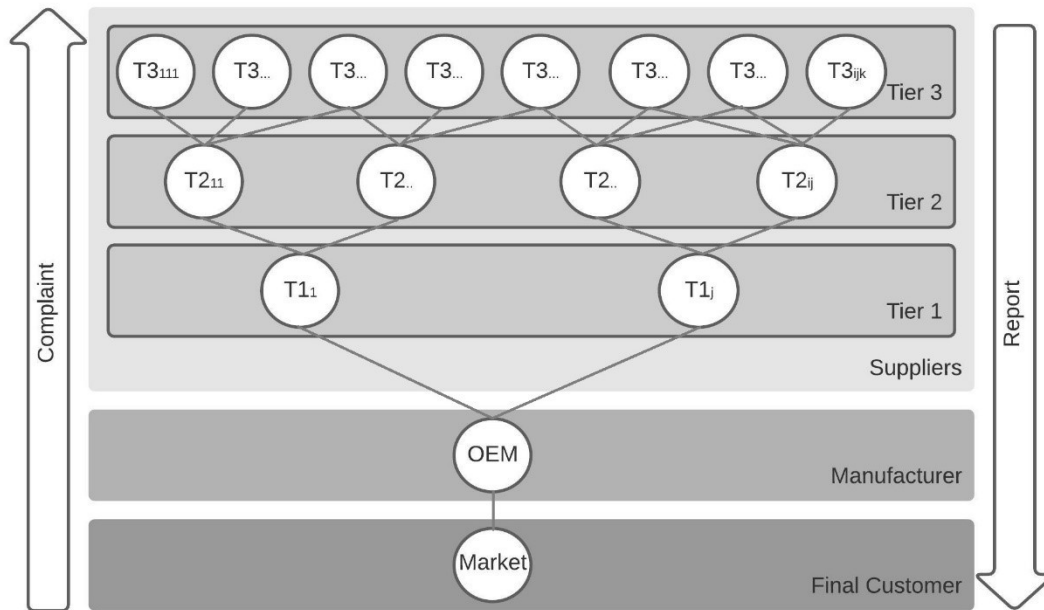 T3111 T3... T3... T3... T3... T3... T3... T3ijk
Tier 3
T211 T2.. T2.. T2ij
Tier 2
T11 T1j
Tier 1
Suppliers
Complaint
Report
OEM
Manufacturer
Market
Final Customer